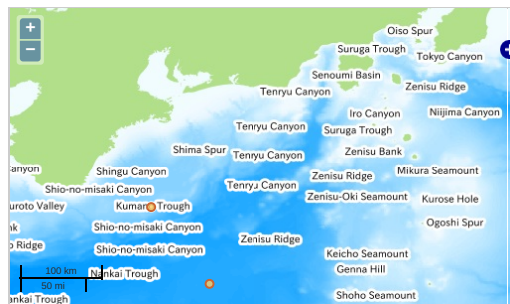 +
−
Oiso Spur
Suruga Trough
Tokyo Canyon
Senoumi Basin
Tenryu Canyon
Zenisu Ridge
Iro Canyon
Niijima Canyon
Tenryu Canyon
Suruga Trough
Shima Spur
Tenryu Canyon
Zenisu Bank
anyon
Shingu Canyon
Mikura Seamount
Zenisu Ridge
Shio-no-misaki Canyon
Tenryu Canyon
Zenisu-Oki Seamount
Kurose Hole
uroto Valley
Kumano Trough
Ogoshi Spur
nk
Shio-no-misaki Canyon
Zenisu Ridge
o Ridge
Shio-no-misaki Canyon
Keicho Seamount
Genna Hill
100 km
Nankai Trough
50 mi
Nankai Trough
Shoho Seamount